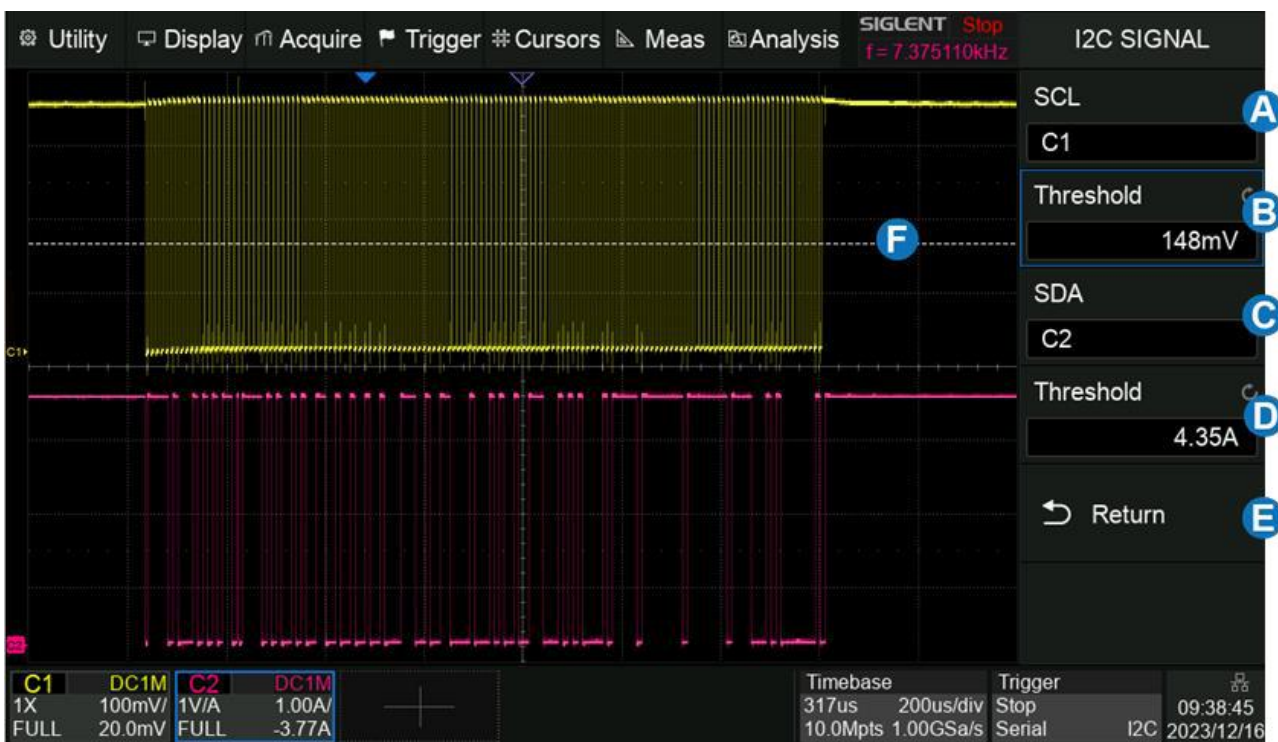 Utility Display Acquire Trigger Cursors Meas Analysis
SIGLENT Stop
f = 7.375110kHz
I2C SIGNAL
SCL
A
C1
Threshold
B
148mV
F
SDA
C
C2
Threshold
D
4.35A
Return
E
C1
C2
C1 DC1M
1X 100mV/
FULL 20.0mV
C2 DC1M
1V/A 1.00A/
FULL -3.77A
Timebase
317us 200us/div
10.0Mpts 1.00GSa/s
Trigger
Stop
Serial I2C
09:38:45
2023/12/16